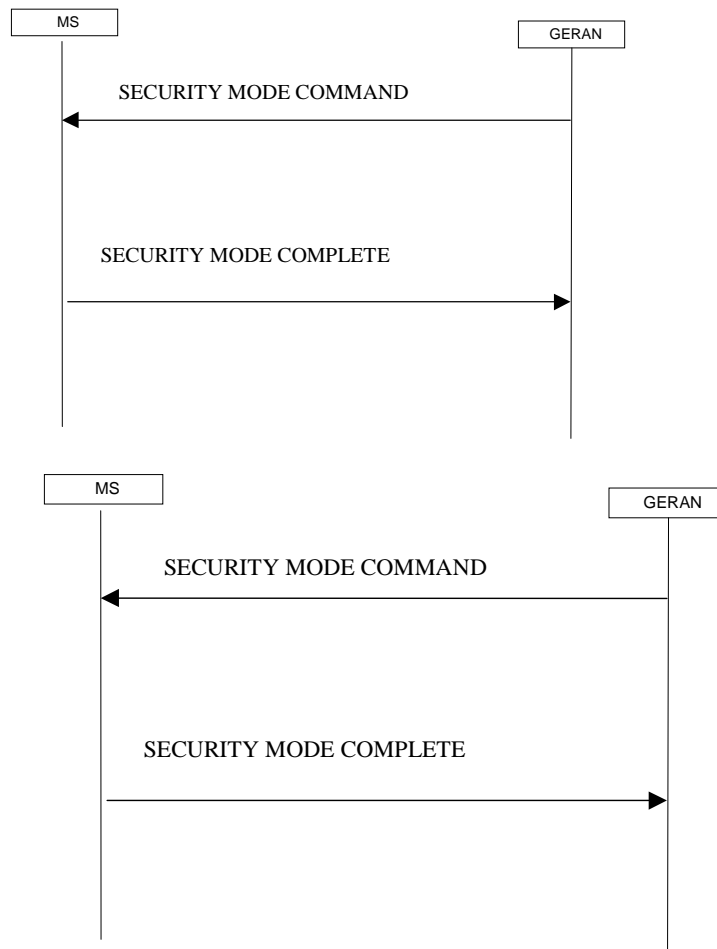 MS
GERAN
SECURITY MODE COMMAND
SECURITY MODE COMPLETE
MS
GERAN
SECURITY MODE COMMAND
SECURITY MODE COMPLETE